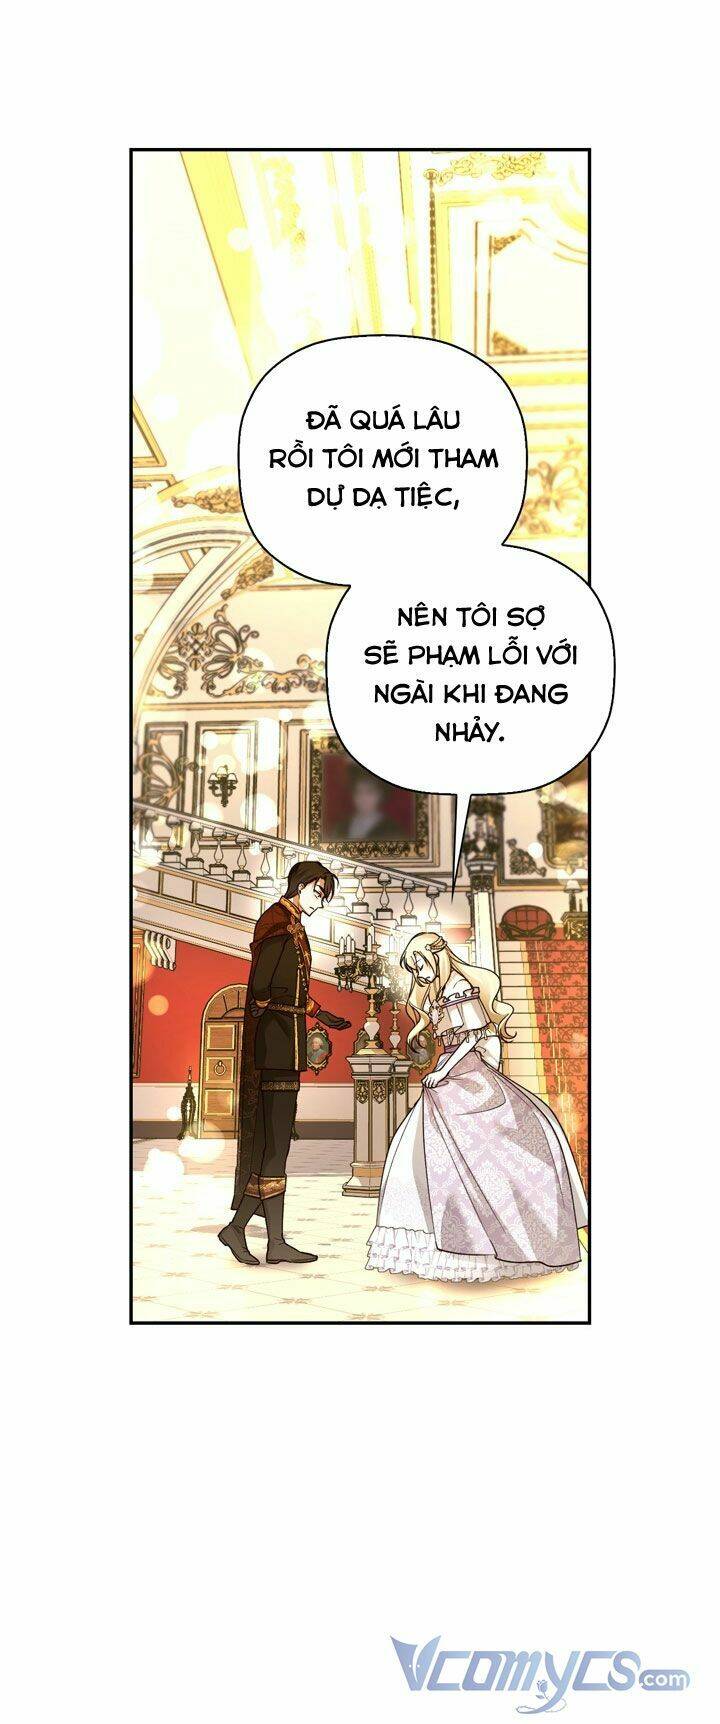 ĐÃ QUÁ LÂU
RỒI TÔI MỚI THAM
DỰ DẠ TIỆC,
NÊN TÔI SỢ
SẼ PHẠM LỖI VỚI
NGÀI KHI ĐANG
NHẢY.
VCOMYCS.com